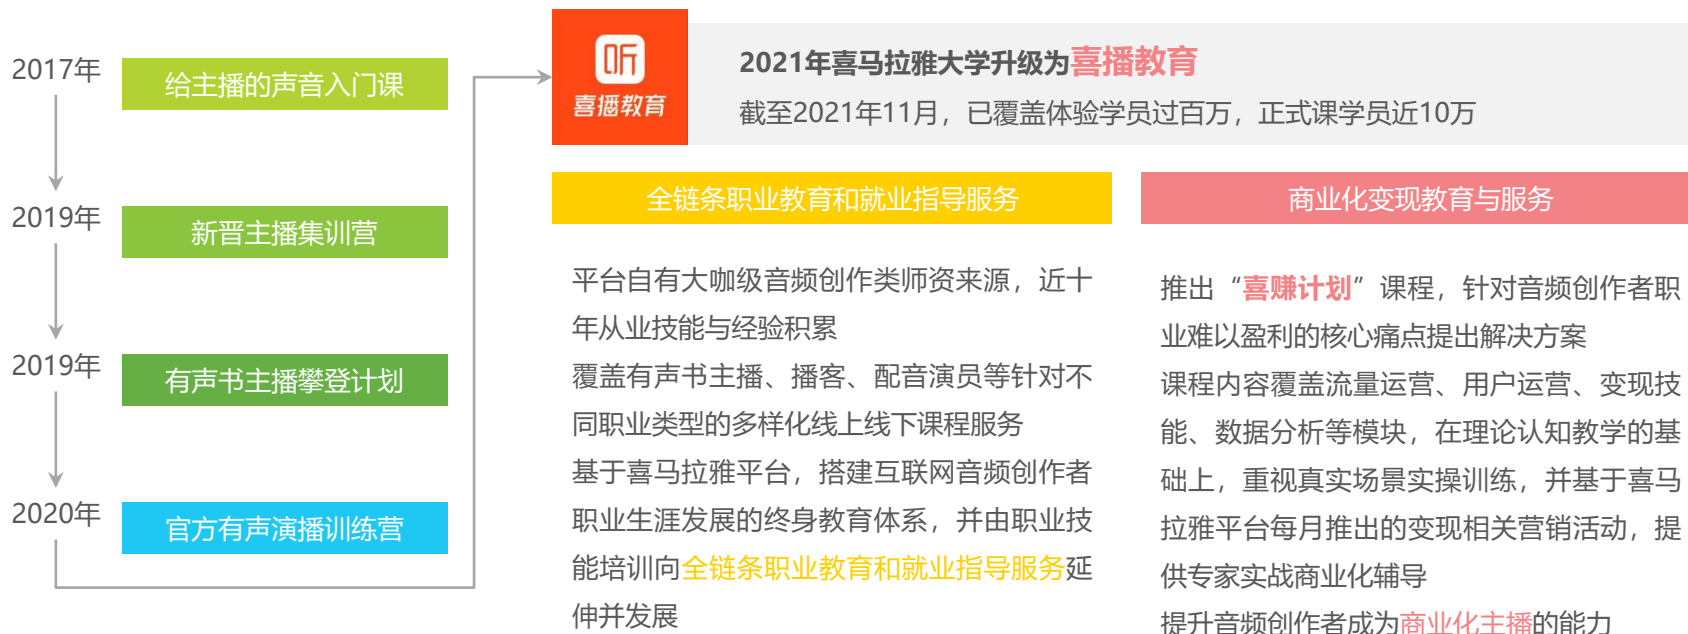 2017年
给主播的声音入门课
2019年
新晋主播集训营
2019年
有声书主播攀登计划
2020年
官方有声演播训练营
听
喜播教育
2021年喜马拉雅大学升级为喜播教育
截至2021年11月，已覆盖体验学员过百万，正式课学员近10万
全链条职业教育和就业指导服务
平台自有大咖级音频创作类师资来源，近十
年从业技能与经验积累
覆盖有声书主播、播客、配音演员等针对不
同职业类型的多样化线上线下课程服务
基于喜马拉雅平台，搭建互联网音频创作者
职业生涯发展的终身教育体系，并由职业技
能培训向全链条职业教育和就业指导服务延
伸并发展
商业化变现教育与服务
推出“喜赚计划”课程，针对音频创作者职
业难以盈利的核心痛点提出解决方案
课程内容覆盖流量运营、用户运营、变现技
能、数据分析等模块，在理论认知教学的基
础上，重视真实场景实操训练，并基于喜马
拉雅平台每月推出的变现相关营销活动，提
供专家实战商业化辅导
提升音频创作者成为商业化主播的能力